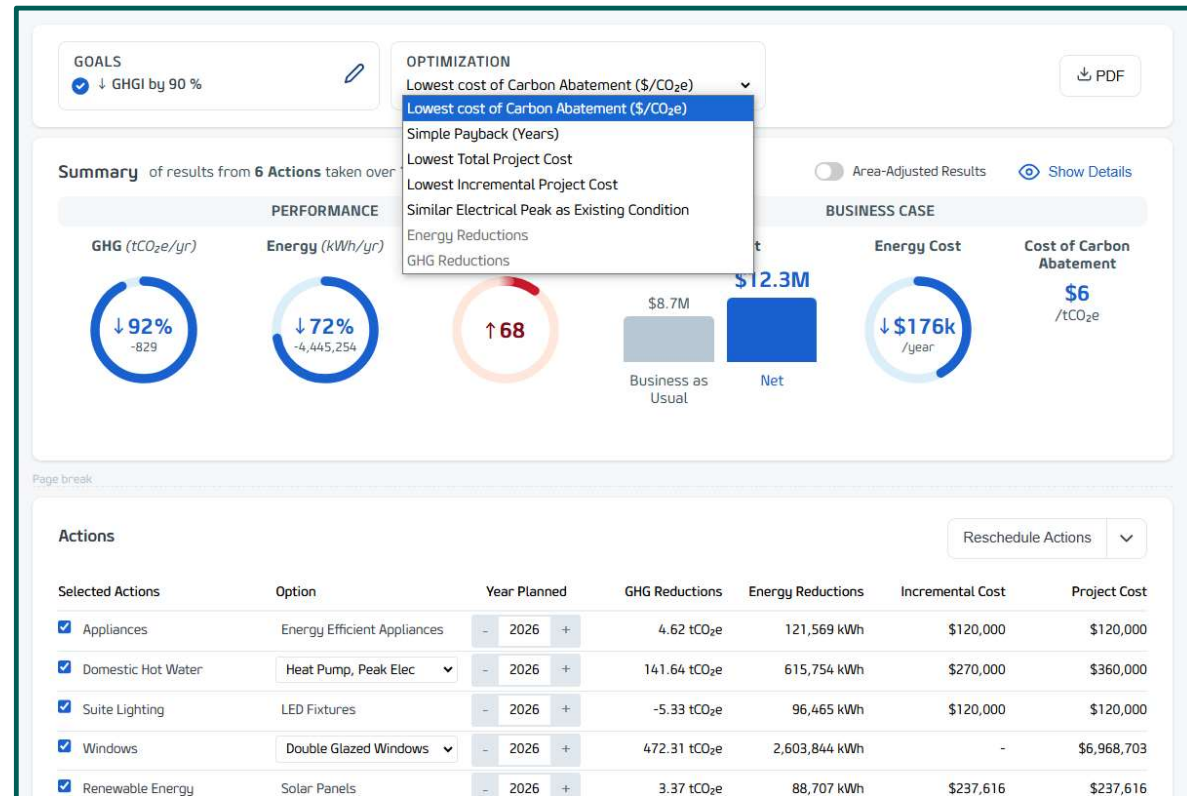 GOALS
↓ GHGI by 90 %
OPTIMIZATION
Lowest cost of Carbon Abatement ($/CO₂e)
Lowest cost of Carbon Abatement ($/CO₂e)
Simple Payback (Years)
Lowest Total Project Cost
Lowest Incremental Project Cost
Similar Electrical Peak as Existing Condition
Energy Reductions
GHG Reductions
PDF
Summary of results from 6 Actions taken over
Area-Adjusted Results
Show Details
PERFORMANCE
BUSINESS CASE
GHG (tCO₂e/yr)
↓92%
-829
Energy (kWh/yr)
↓72%
-4,445,254
↑68
$8.7M
Business as
Usual
$12.3M
Net
Energy Cost
↓$176k
/year
Cost of Carbon
Abatement
$6
/tCO₂e
Page break
Actions
Reschedule Actions
Selected Actions Option Year Planned GHG Reductions Energy Reductions Incremental Cost Project Cost
Appliances Energy Efficient Appliances - 2026 + 4.62 tCO₂e 121,569 kWh $120,000 $120,000
Domestic Hot Water Heat Pump, Peak Elec - 2026 + 141.64 tCO₂e 615,754 kWh $270,000 $360,000
Suite Lighting LED Fixtures - 2026 + -5.33 tCO₂e 96,465 kWh $120,000 $120,000
Windows Double Glazed Windows - 2026 + 472.31 tCO₂e 2,603,844 kWh - $6,968,703
Renewable Energy Solar Panels - 2026 + 3.37 tCO₂e 88,707 kWh $237,616 $237,616